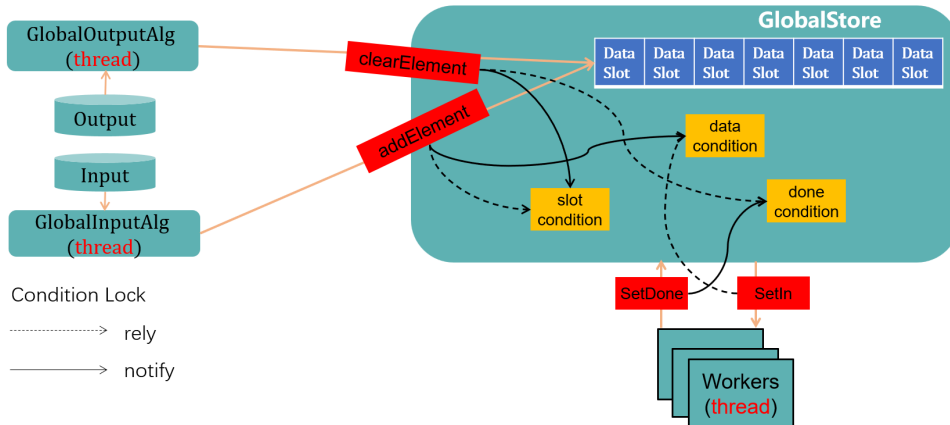 GlobalStore
GlobalOutputAlg
(thread)
Output
Input
GlobalInputAlg
(thread)
clearElement
addElement
Data
Slot
Data
Slot
Data
Slot
Data
Slot
Data
Slot
Data
Slot
Data
Slot
data
condition
slot
condition
done
condition
SetDone
SetIn
Workers
(thread)
Condition Lock
rely
notify